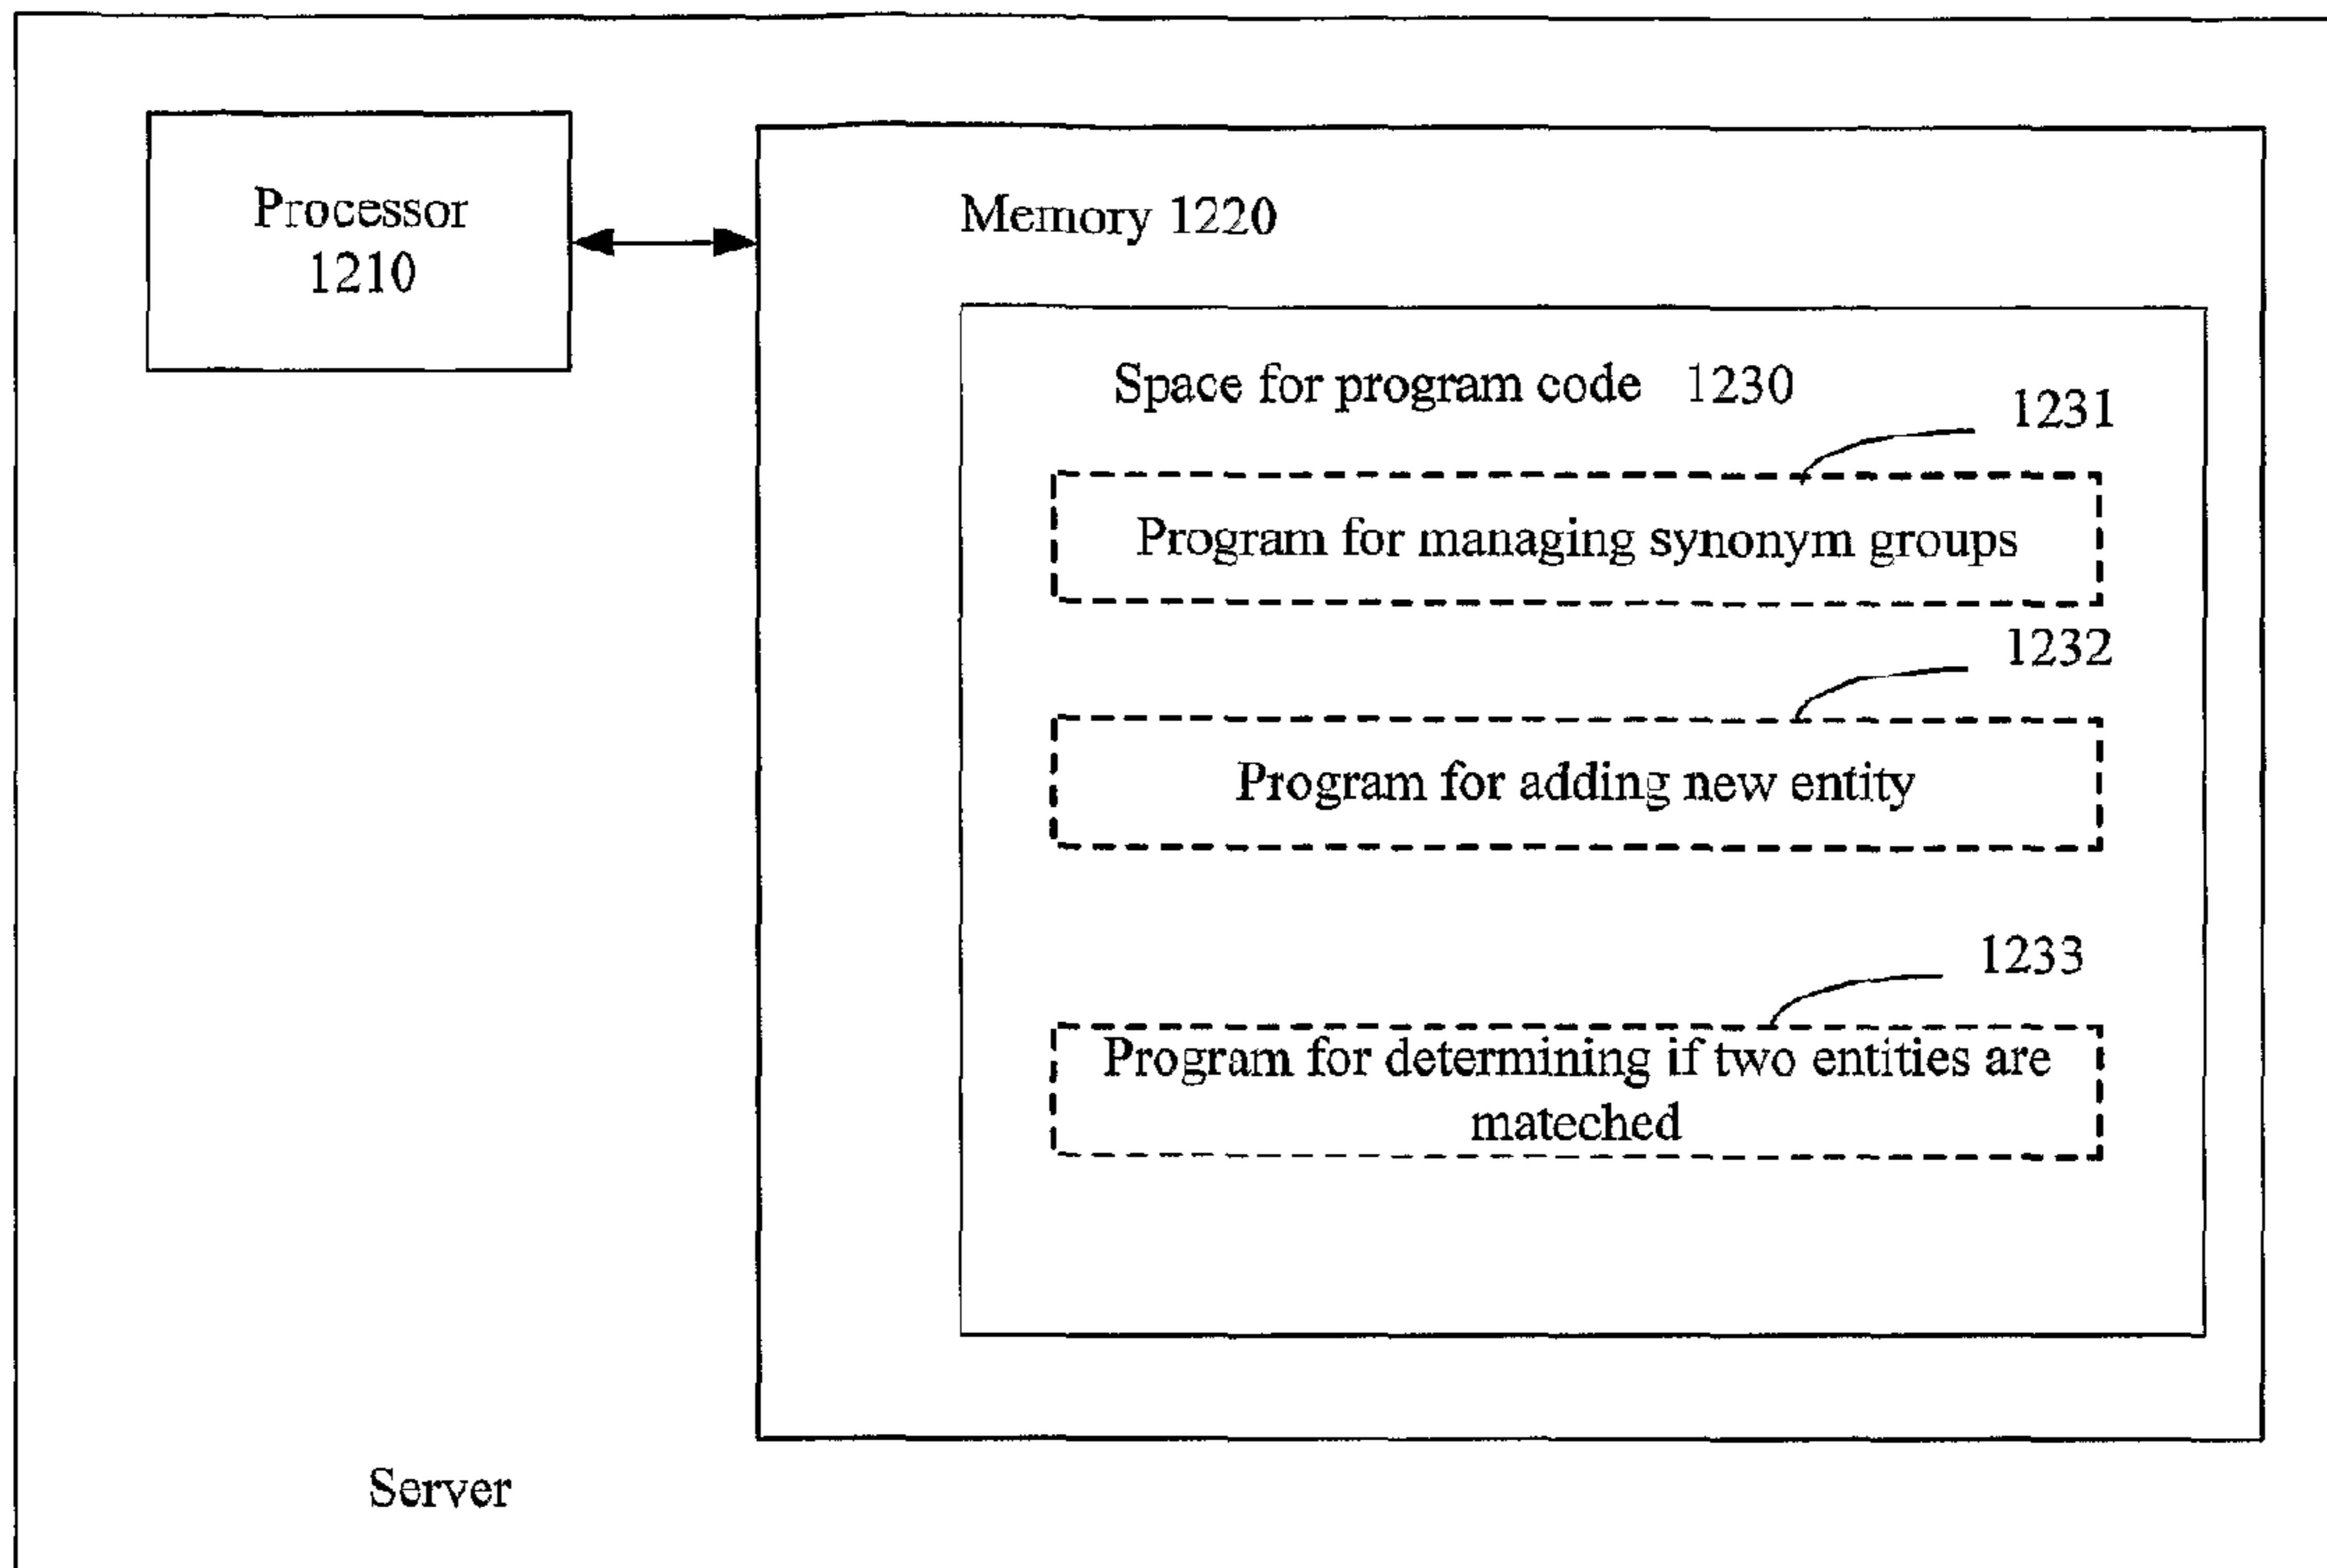 Processor
1210
Memory 1220
Space for program code 1230
1231
Program for managing synonym groups
1232
Program for adding new entity
1233
Program for determining if two entities are
mateched
Server